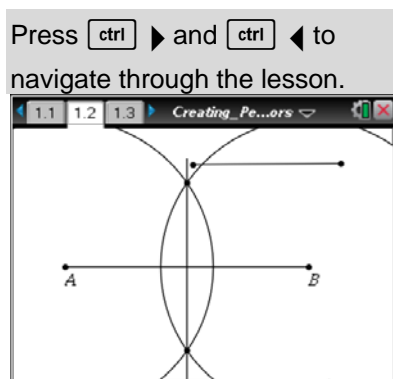 Press ctrl ▶ and ctrl ◀ to
navigate through the lesson.
1.1 1.2 1.3 Creating_Pe...ors
A B